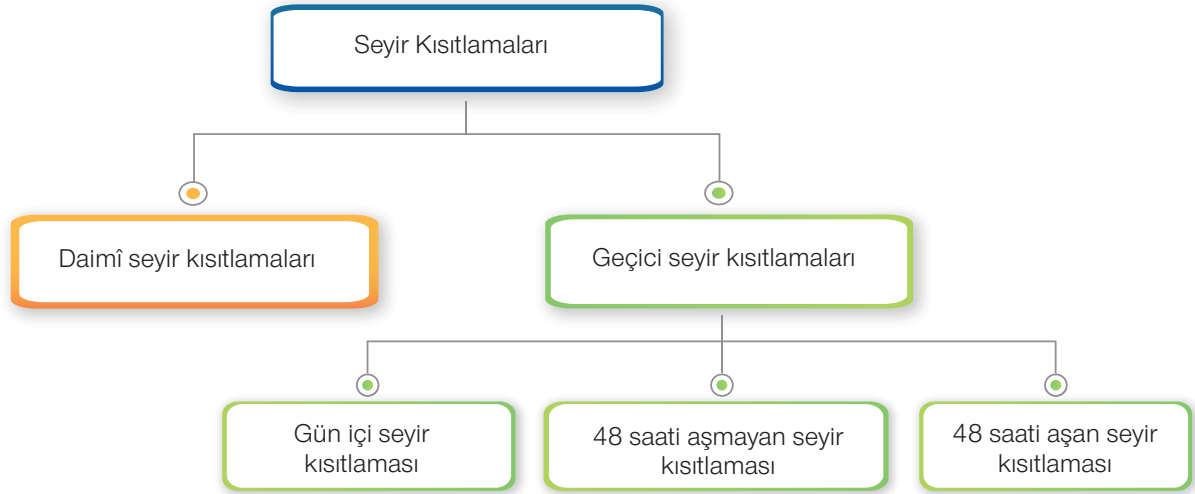 Seyir Kısıtlamaları
Daimî seyir kısıtlamaları
Geçici seyir kısıtlamaları
Gün içi seyir
kısıtlaması
48 saati aşmayan seyir
kısıtlaması
48 saati aşan seyir
kısıtlaması